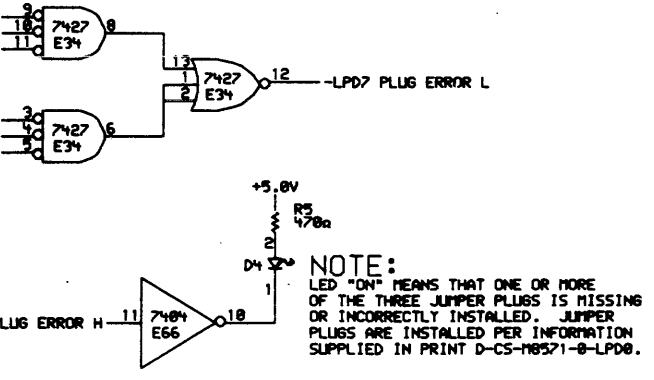 9
10
11
7427
E34
8
13
1
2
7427
E34
12
-LPD7 PLUG ERROR L
3
4
5
7427
E34
6
+5.0V
R5
470Ω
2
D4
1
NOTE:
LED "ON" MEANS THAT ONE OR MORE
OF THE THREE JUMPER PLUGS IS MISSING
OR INCORRECTLY INSTALLED. JUMPER
PLUGS ARE INSTALLED PER INFORMATION
SUPPLIED IN PRINT D-CS-M8571-0-LPD0.
LUG ERROR H
11
7404
E66
10